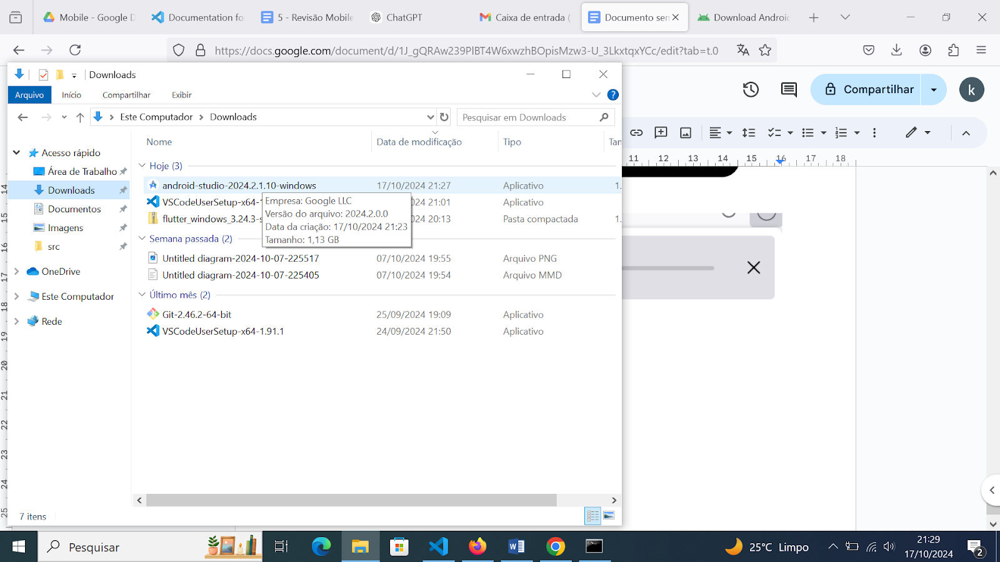 Mobile - Google D
Documentation fo
5 - Revisão Mobile
ChatGPT
Caixa de entrada (
Documento sem
Download Androic
https://docs.google.com/document/d/1J_gQRAw239PlBT4W6xwzhBOpisMzw3-U_3LkxtqxYCc/edit?tab=t.0
Downloads
Arquivo Início Compartilhar Exibir
Este Computador Downloads
Pesquisar em Downloads
Compartilhar
k
11 12 13 14 15 16 17 18
Nome Data de modificação Tipo Tan
Acesso rápido
Área de Trabalho
Downloads
Documentos
Imagens
src
OneDrive
Este Computador
Rede
Hoje (3)
android-studio-2024.2.1.10-windows 17/10/2024 21:27 Aplicativo 1.
VSCodeUserSetup-x64-1 024 21:01 Aplicativo
flutter_windows_3.24.3-s 024 20:13 Pasta compactada 1.
Empresa: Google LLC
Versão do arquivo: 2024.2.0.0
Data da criação: 17/10/2024 21:23
Tamanho: 1,13 GB
Semana passada (2)
Untitled diagram-2024-10-07-225517 07/10/2024 19:55 Arquivo PNG
Untitled diagram-2024-10-07-225405 07/10/2024 19:54 Arquivo MMD
Último mês (2)
Git-2.46.2-64-bit 25/09/2024 19:09 Aplicativo
VSCodeUserSetup-x64-1.91.1 24/09/2024 21:50 Aplicativo
14
15
16
17
18
19
20
21
22
23
24
25
7 itens
Pesquisar
25°C Limpo
21:29
17/10/2024
2